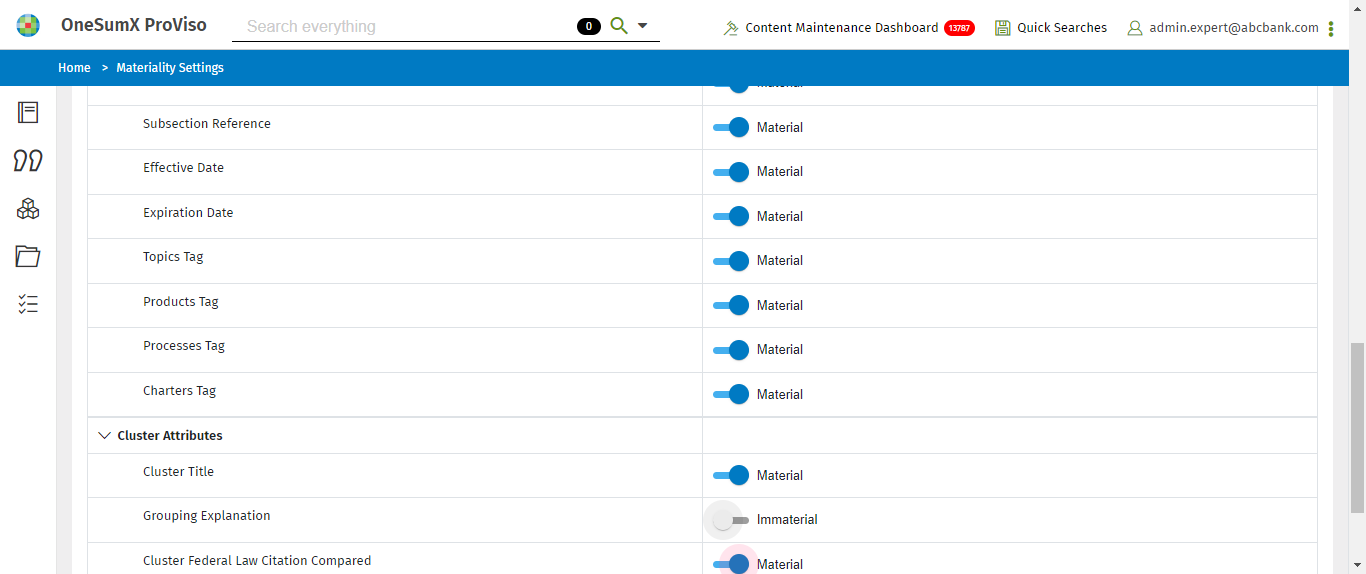 OneSumX ProViso
Search everything
0
Content Maintenance Dashboard 13787
Quick Searches
admin.expert@abcbank.com
Home > Materiality Settings
Material
Subsection Reference Material
Effective Date Material
Expiration Date Material
Topics Tag Material
Products Tag Material
Processes Tag Material
Charters Tag Material
Cluster Attributes
Cluster Title Material
Grouping Explanation Immaterial
Cluster Federal Law Citation Compared Material